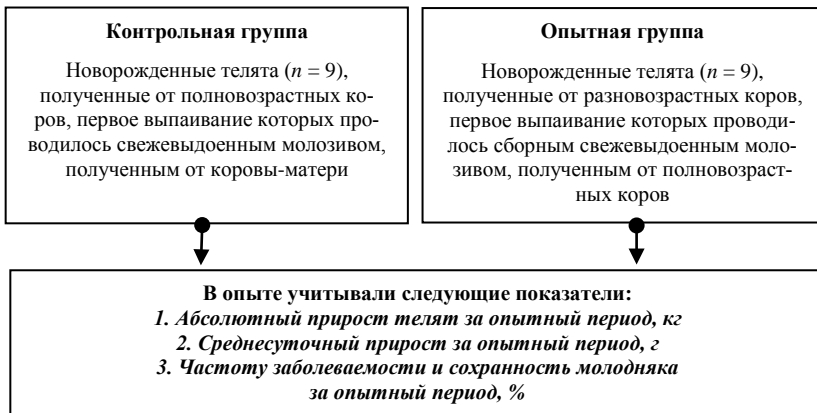 Контрольная группа
Новорожденные телята (n = 9),
полученные от полновозрастных ко-
ров, первое выпаивание которых про-
водилось свежевыдоенным молозивом,
полученным от коровы-матери
Опытная группа
Новорожденные телята (n = 9),
полученные от разновозрастных коров,
первое выпаивание которых проводи-
лось сборным свежевыдоенным моло-
зивом, полученным от полновозраст-
ных коров
В опыте учитывали следующие показатели:
1. Абсолютный прирост телят за опытный период, кг
2. Среднесуточный прирост за опытный период, г
3. Частоту заболеваемости и сохранность молодняка
за опытный период, %